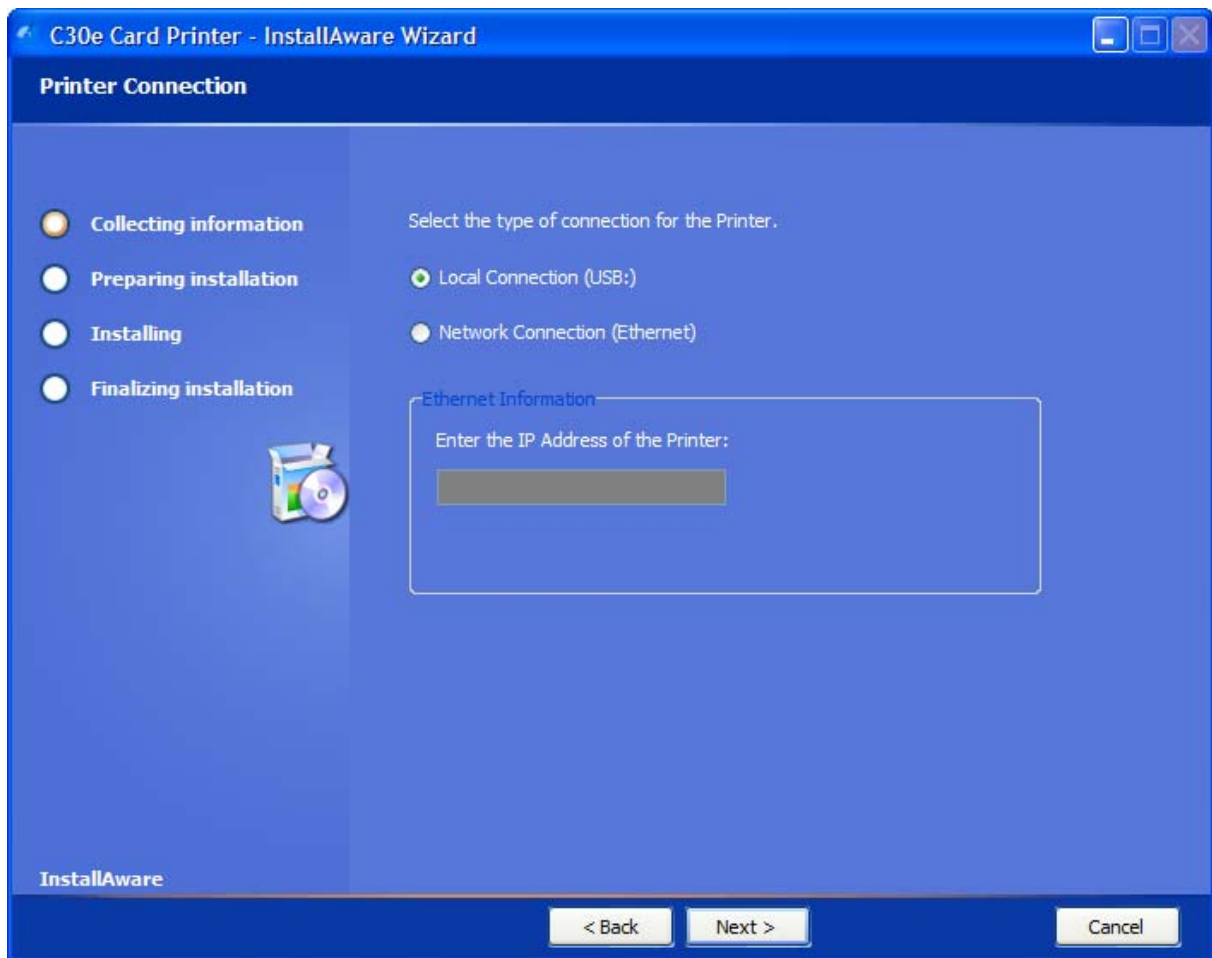 C30e Card Printer - InstallAware Wizard
Printer Connection
Collecting information
Preparing installation
Installing
Finalizing installation
Select the type of connection for the Printer.
Local Connection (USB:)
Network Connection (Ethernet)
Ethernet Information
Enter the IP Address of the Printer:
InstallAware
< Back
Next >
Cancel